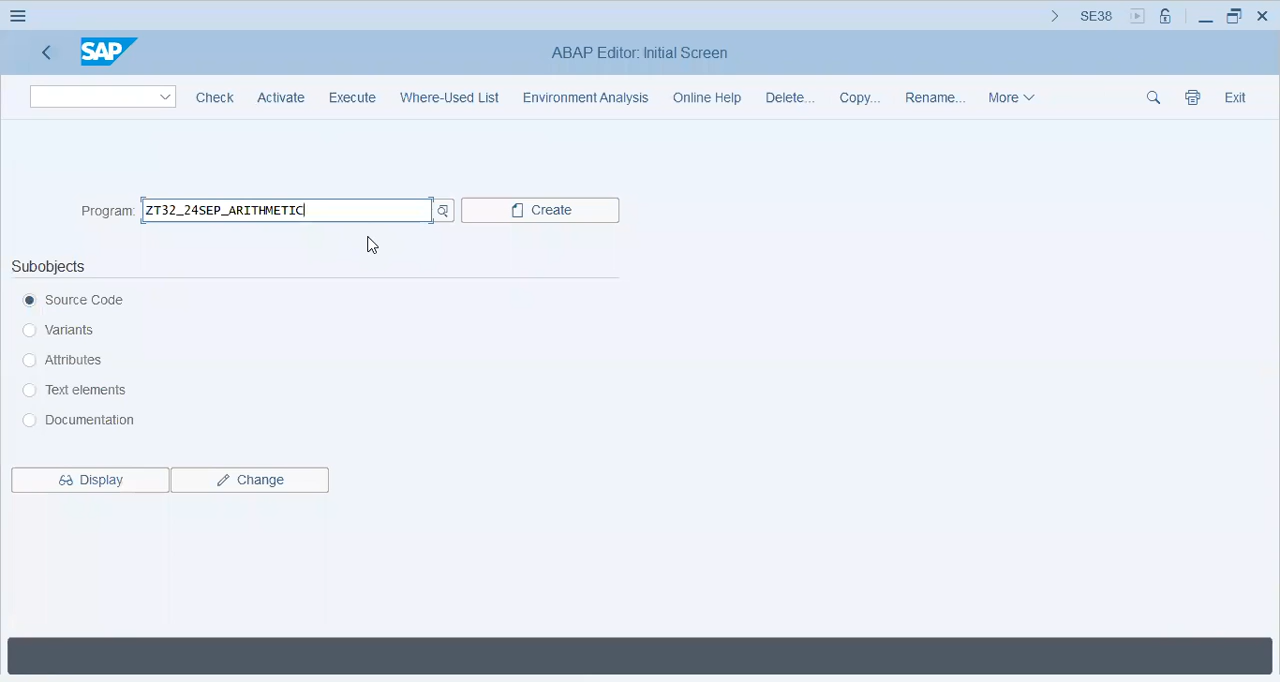 SE38
SAP
ABAP Editor: Initial Screen
Check Activate Execute Where-Used List Environment Analysis Online Help Delete... Copy... Rename... More Exit
Program: ZT32_24SEP_ARITHMETIC Create
Subobjects
Source Code
Variants
Attributes
Text elements
Documentation
Display Change